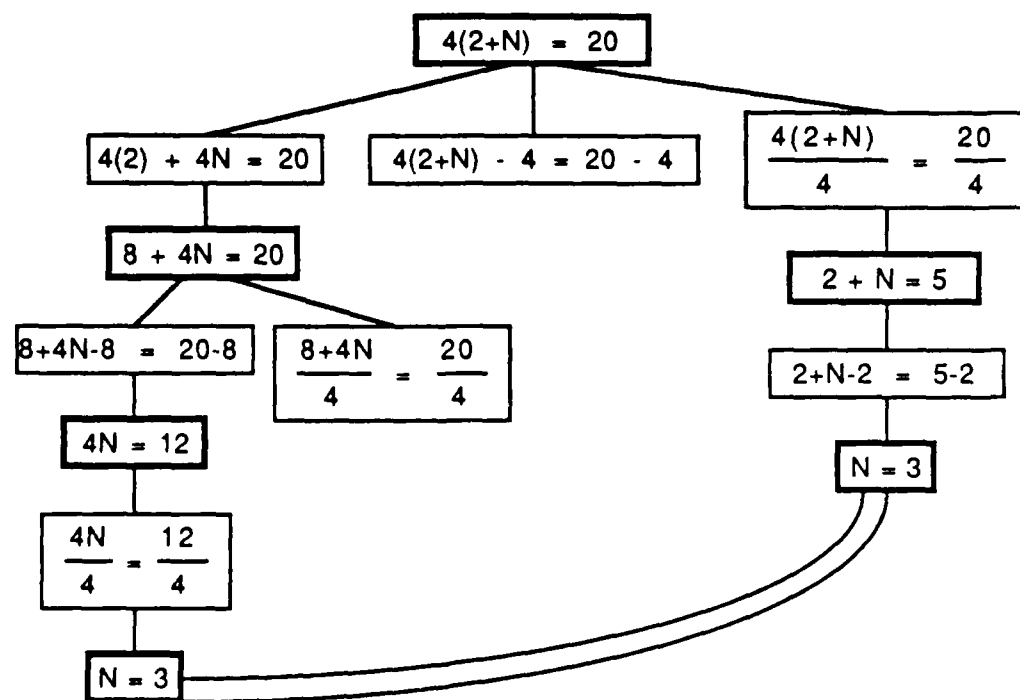 4(2+N) = 20
4(2) + 4N = 20
4(2+N) - 4 = 20 - 4
4(2+N) 20
=
4 4
8 + 4N = 20
2 + N = 5
8+4N-8 = 20-8
8+4N 20
=
4 4
2+N-2 = 5-2
4N = 12
N = 3
4N 12
=
4 4
N = 3